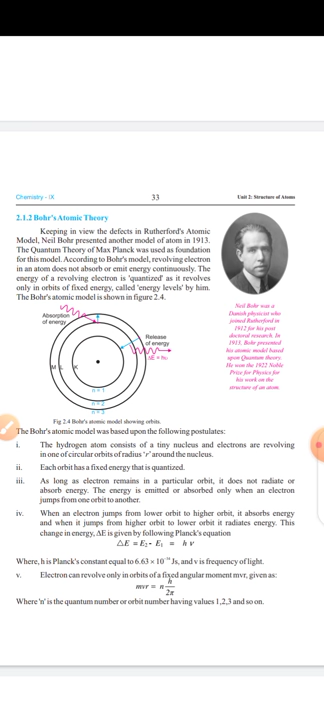 Chemistry - IX 33 Unit 2: Structure of Atoms
2.1.2 Bohr's Atomic Theory
Keeping in view the defects in Rutherford's Atomic
Model, Neil Bohr presented another model of atom in 1913.
The Quantum Theory of Max Planck was used as foundation
for this model. According to Bohr's model, revolving electron
in an atom does not absorb or emit energy continuously. The
energy of a revolving electron is 'quantized' as it revolves
only in orbits of fixed energy, called 'energy levels' by him.
The Bohr's atomic model is shown in figure 2.4.
Neil Bohr was a
Danish physicist who
joined Rutherford in
1912 for his post
doctoral research. In
1913, Bohr presented
his atomic model based
upon Quantum theory.
He won the 1922 Noble
Prize for Physics for
his work on the
structure of an atom.
Absorption
of energy
Release
of energy
ΔE = hν
M L K
n = 1
n = 2
n = 3
Fig 2.4 Bohr's atomic model showing orbits.
The Bohr's atomic model was based upon the following postulates:
i. The hydrogen atom consists of a tiny nucleus and electrons are revolving
in one of circular orbits of radius 'r' around the nucleus.
ii. Each orbit has a fixed energy that is quantized.
iii. As long as electron remains in a particular orbit, it does not radiate or
absorb energy. The energy is emitted or absorbed only when an electron
jumps from one orbit to another.
iv. When an electron jumps from lower orbit to higher orbit, it absorbs energy
and when it jumps from higher orbit to lower orbit it radiates energy. This
change in energy, ΔE is given by following Planck's equation
△E = E₂ - E₁ = h ν
Where, h is Planck's constant equal to 6.63 × 10⁻³⁴ Js, and ν is frequency of light.
v. Electron can revolve only in orbits of a fixed angular moment mvr, given as:
mvr = n h/2π
Where 'n' is the quantum number or orbit number having values 1,2,3 and so on.